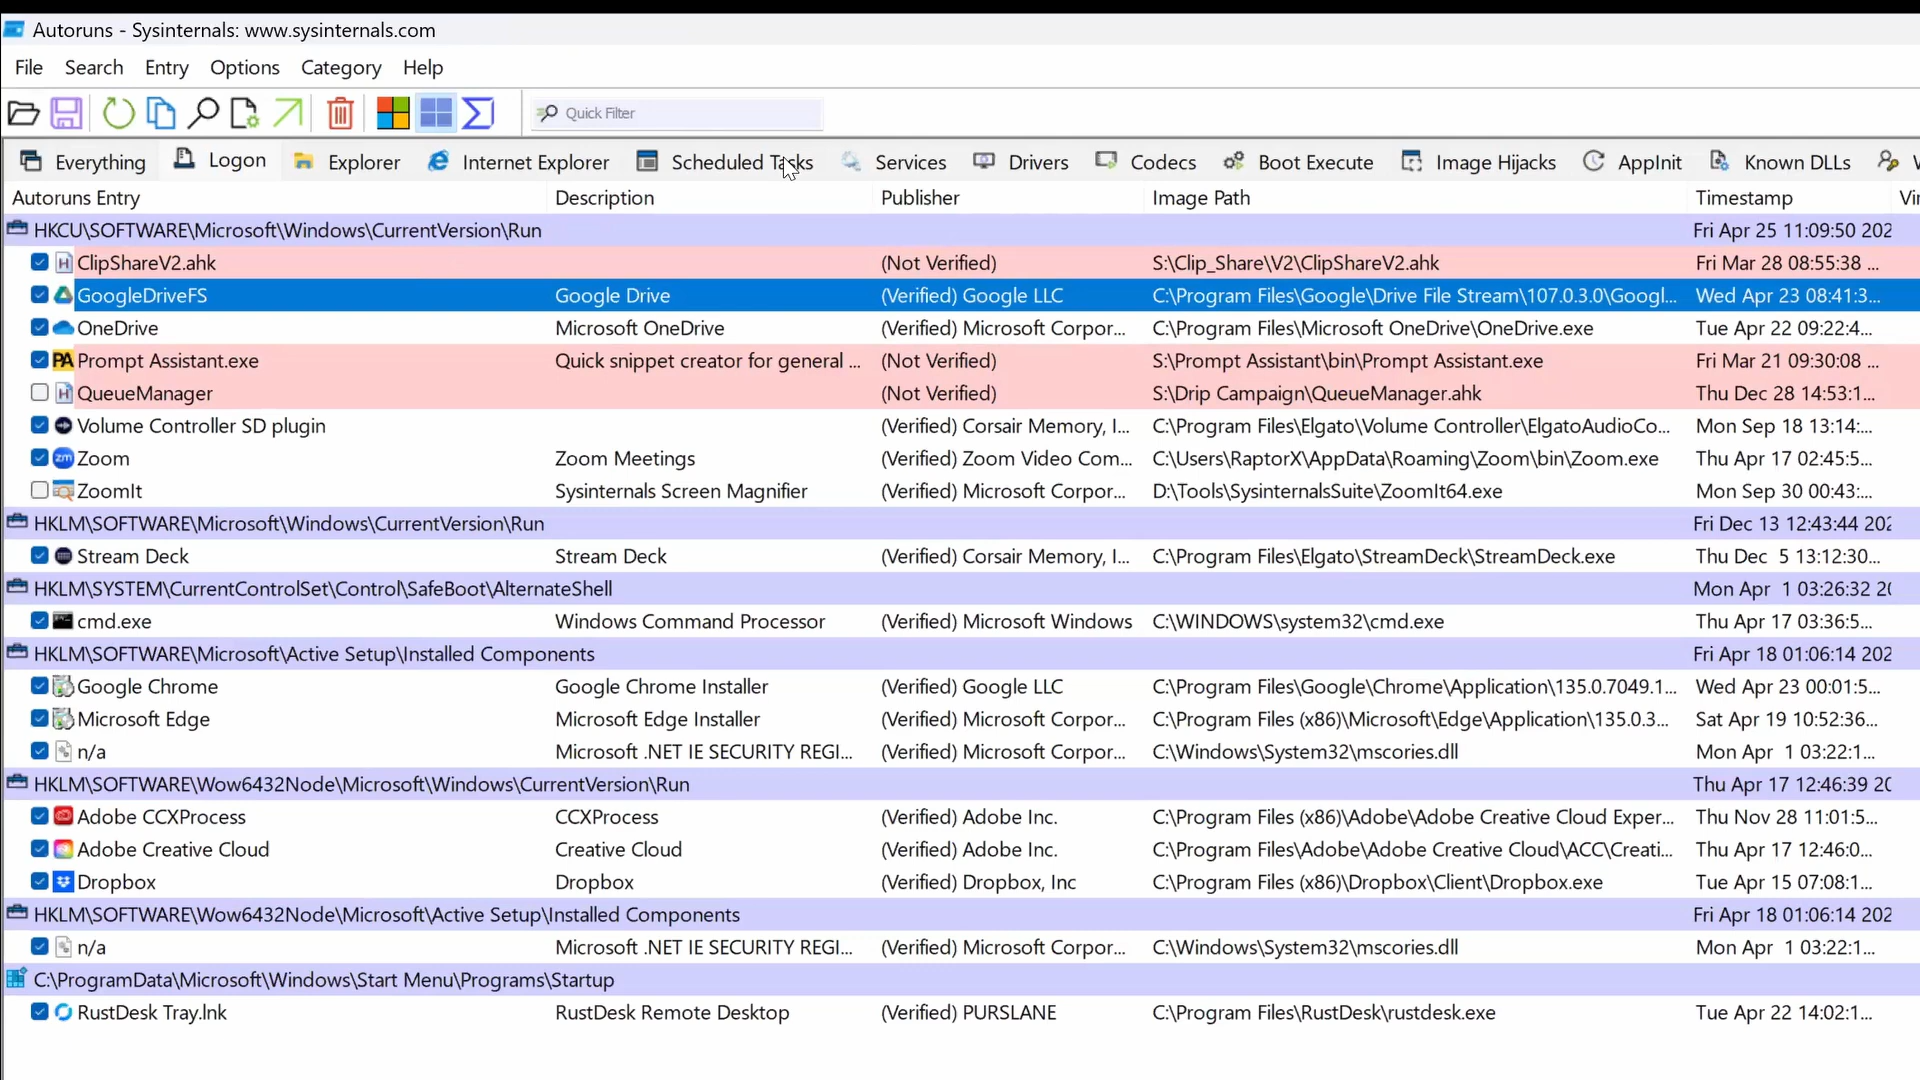 Autoruns - Sysinternals: www.sysinternals.com
File Search Entry Options Category Help
Quick Filter
Everything Logon Explorer Internet Explorer Scheduled Tasks Services Drivers Codecs Boot Execute Image Hijacks AppInit Known DLLs
Autoruns Entry Description Publisher Image Path Timestamp
HKCU\SOFTWARE\Microsoft\Windows\CurrentVersion\Run Fri Apr 25 11:09:50 202
ClipShareV2.ahk (Not Verified) S:\Clip_Share\V2\ClipShareV2.ahk Fri Mar 28 08:55:38 ...
GoogleDriveFS Google Drive (Verified) Google LLC C:\Program Files\Google\Drive File Stream\107.0.3.0\Googl... Wed Apr 23 08:41:3...
OneDrive Microsoft OneDrive (Verified) Microsoft Corpor... C:\Program Files\Microsoft OneDrive\OneDrive.exe Tue Apr 22 09:22:4...
PA Prompt Assistant.exe Quick snippet creator for general ... (Not Verified) S:\Prompt Assistant\bin\Prompt Assistant.exe Fri Mar 21 09:30:08 ...
QueueManager (Not Verified) S:\Drip Campaign\QueueManager.ahk Thu Dec 28 14:53:1...
Volume Controller SD plugin (Verified) Corsair Memory, I... C:\Program Files\Elgato\Volume Controller\ElgatoAudioCo... Mon Sep 18 13:14:...
zm Zoom Zoom Meetings (Verified) Zoom Video Com... C:\Users\RaptorX\AppData\Roaming\Zoom\bin\Zoom.exe Thu Apr 17 02:45:5...
ZoomIt Sysinternals Screen Magnifier (Verified) Microsoft Corpor... D:\Tools\SysinternalsSuite\ZoomIt64.exe Mon Sep 30 00:43:...
HKLM\SOFTWARE\Microsoft\Windows\CurrentVersion\Run Fri Dec 13 12:43:44 202
Stream Deck Stream Deck (Verified) Corsair Memory, I... C:\Program Files\Elgato\StreamDeck\StreamDeck.exe Thu Dec 5 13:12:30...
HKLM\SYSTEM\CurrentControlSet\Control\SafeBoot\AlternateShell Mon Apr 1 03:26:32 20
cmd.exe Windows Command Processor (Verified) Microsoft Windows C:\WINDOWS\system32\cmd.exe Thu Apr 17 03:36:5...
HKLM\SOFTWARE\Microsoft\Active Setup\Installed Components Fri Apr 18 01:06:14 202
Google Chrome Google Chrome Installer (Verified) Google LLC C:\Program Files\Google\Chrome\Application\135.0.7049.1... Wed Apr 23 00:01:5...
Microsoft Edge Microsoft Edge Installer (Verified) Microsoft Corpor... C:\Program Files (x86)\Microsoft\Edge\Application\135.0.3... Sat Apr 19 10:52:36...
n/a Microsoft .NET IE SECURITY REGI... (Verified) Microsoft Corpor... C:\Windows\System32\mscories.dll Mon Apr 1 03:22:1...
HKLM\SOFTWARE\Wow6432Node\Microsoft\Windows\CurrentVersion\Run Thu Apr 17 12:46:39 20
Adobe CCXProcess CCXProcess (Verified) Adobe Inc. C:\Program Files (x86)\Adobe\Adobe Creative Cloud Exper... Thu Nov 28 11:01:5...
Adobe Creative Cloud Creative Cloud (Verified) Adobe Inc. C:\Program Files\Adobe\Adobe Creative Cloud\ACC\Creati... Thu Apr 17 12:46:0...
Dropbox Dropbox (Verified) Dropbox, Inc C:\Program Files (x86)\Dropbox\Client\Dropbox.exe Tue Apr 15 07:08:1...
HKLM\SOFTWARE\Wow6432Node\Microsoft\Active Setup\Installed Components Fri Apr 18 01:06:14 202
n/a Microsoft .NET IE SECURITY REGI... (Verified) Microsoft Corpor... C:\Windows\System32\mscories.dll Mon Apr 1 03:22:1...
C:\ProgramData\Microsoft\Windows\Start Menu\Programs\Startup
RustDesk Tray.lnk RustDesk Remote Desktop (Verified) PURSLANE C:\Program Files\RustDesk\rustdesk.exe Tue Apr 22 14:02:1...